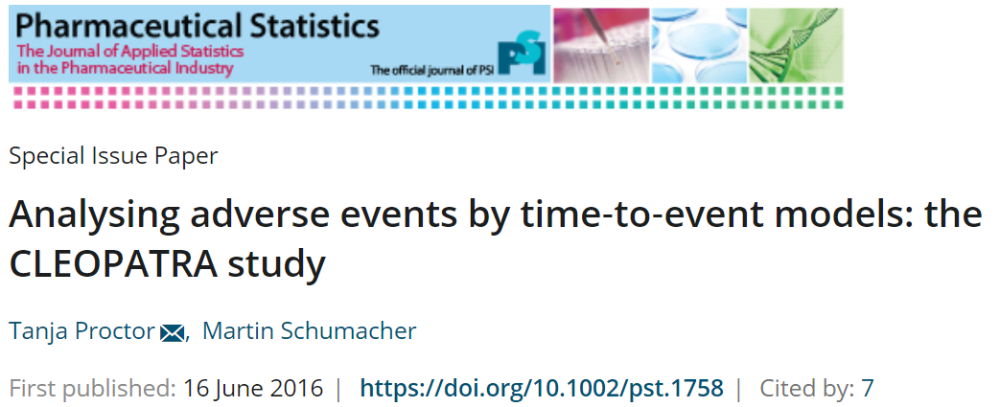 Pharmaceutical Statistics
The Journal of Applied Statistics
in the Pharmaceutical Industry
The official journal of PSI
PSI
Special Issue Paper
Analysing adverse events by time-to-event models: the
CLEOPATRA study
Tanja Proctor, Martin Schumacher
First published: 16 June 2016 | https://doi.org/10.1002/pst.1758 | Cited by: 7